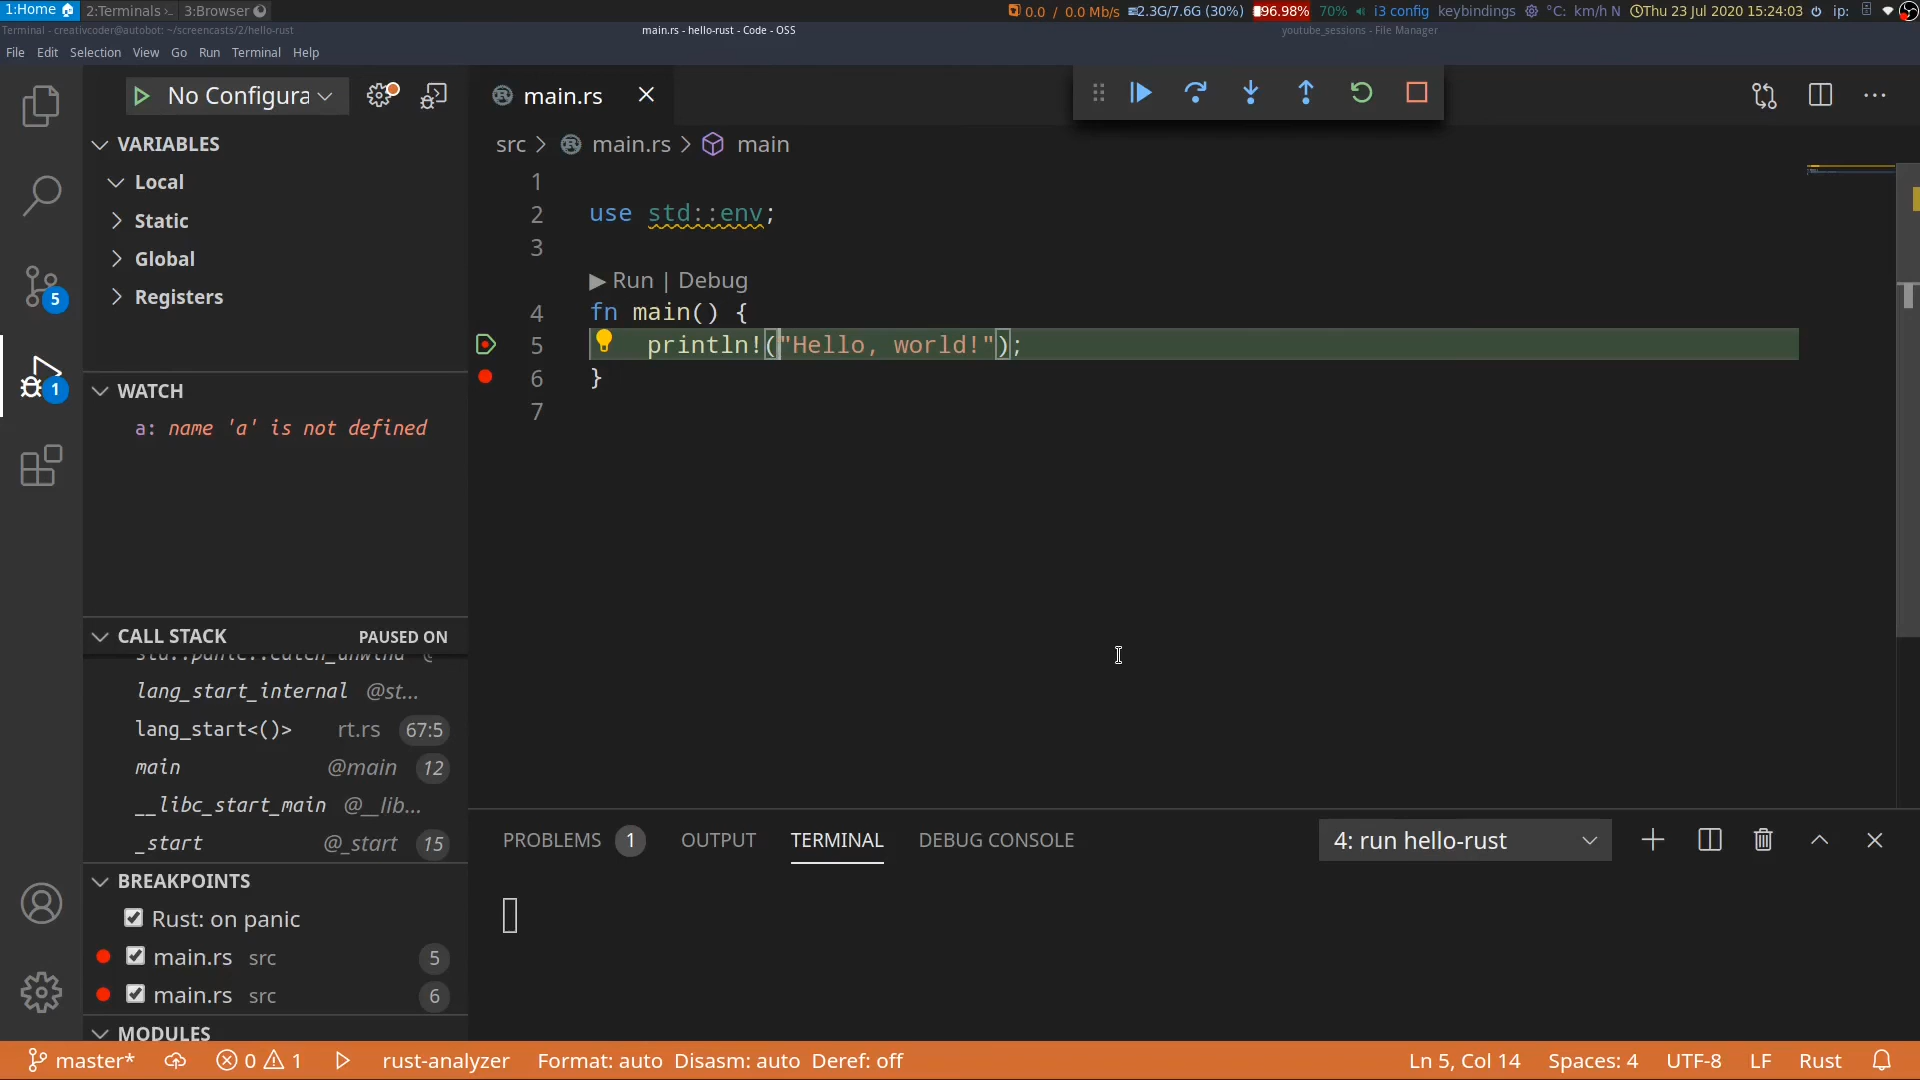 1:Home 2:Terminals 3:Browser 0.0 / 0.0 Mb/s 2.3G/7.6G (30%) 96.98% 70% i3 config keybindings °C: km/h N Thu 23 Jul 2020 15:24:03 ip:
Terminal - creativcoder@autobot: ~/screencasts/2/hello-rust main.rs - hello-rust - Code - OSS youtube_sessions - File Manager
File Edit Selection View Go Run Terminal Help
No Configura main.rs
VARIABLES
Local
Static
Global
Registers
src > main.rs > main
1
2 use std::env;
3
▶ Run | Debug
4 fn main() {
5 println!("Hello, world!");
6 }
7
5
1
WATCH
a: name 'a' is not defined
CALL STACK PAUSED ON
lang_start_internal @st...
lang_start<()> rt.rs 67:5
main @main 12
__libc_start_main @__lib...
_start @_start 15
BREAKPOINTS
Rust: on panic
main.rs src 5
main.rs src 6
MODULES
PROBLEMS 1 OUTPUT TERMINAL DEBUG CONSOLE 4: run hello-rust
master* 0 1 rust-analyzer Format: auto Disasm: auto Deref: off Ln 5, Col 14 Spaces: 4 UTF-8 LF Rust